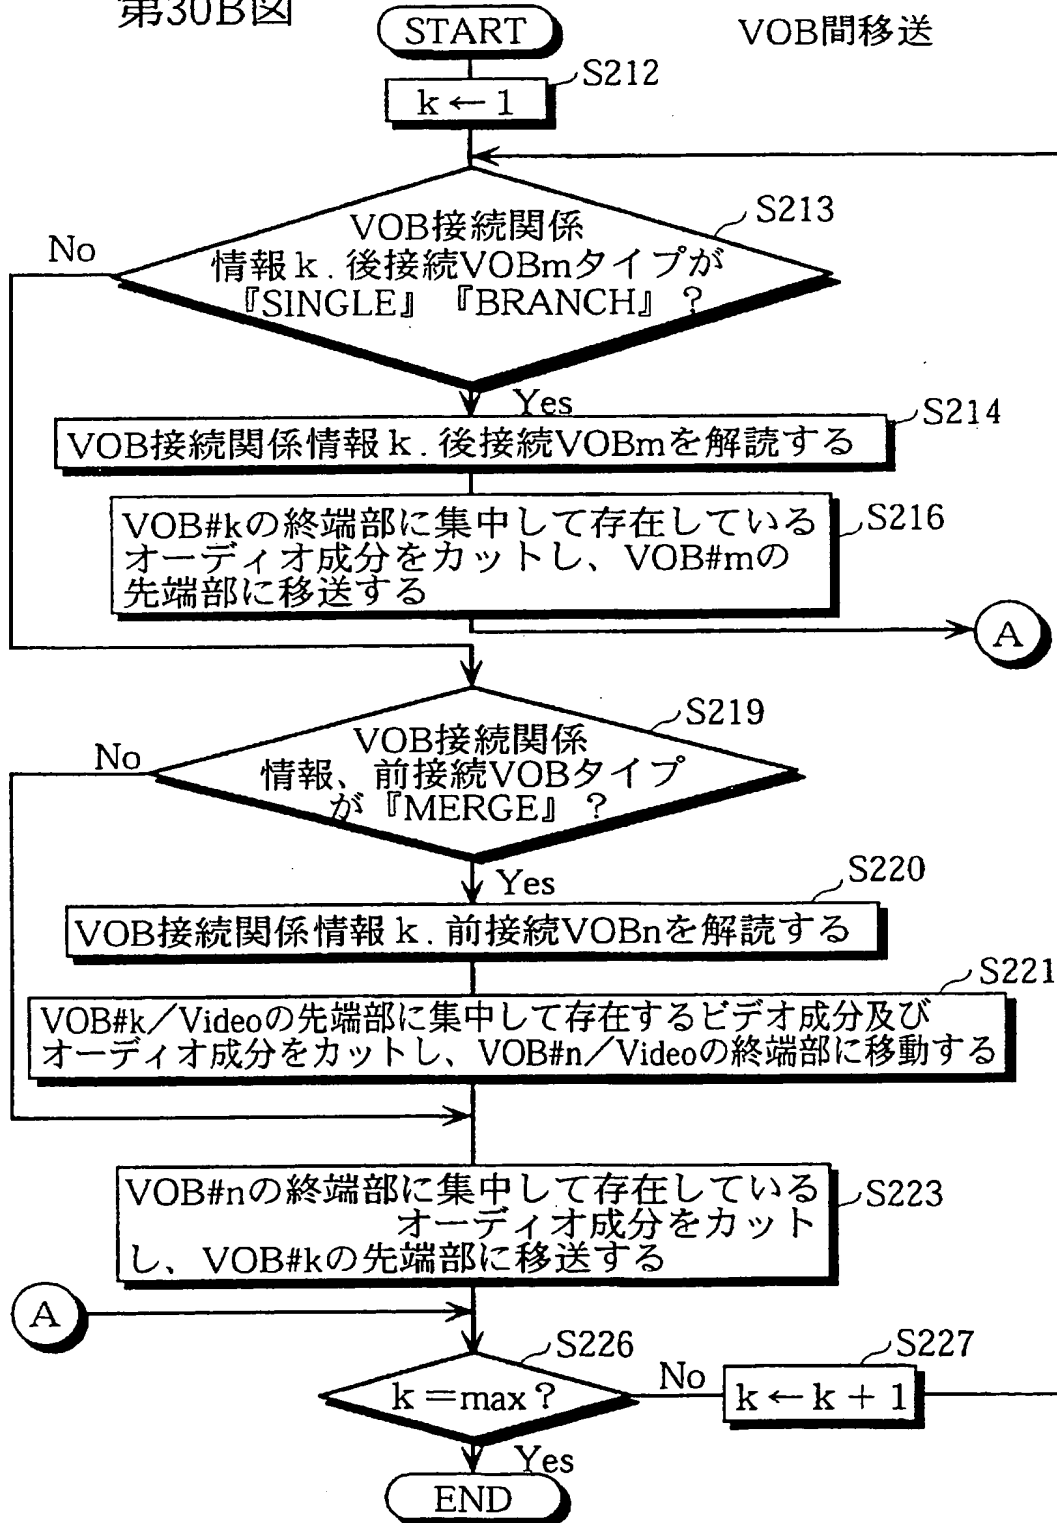 第30B図
START
VOB間移送
S212
k ← 1
S213
VOB接続関係
情報k.後接続VOBmタイプが
『SINGLE』『BRANCH』?
No
Yes
S214
VOB接続関係情報k.後接続VOBmを解読する
S216
VOB#kの終端部に集中して存在している
オーディオ成分をカットし、VOB#mの
先端部に移送する
A
S219
VOB接続関係
情報、前接続VOBタイプ
が『MERGE』?
No
Yes
S220
VOB接続関係情報k.前接続VOBnを解読する
S221
VOB#k/Videoの先端部に集中して存在するビデオ成分及び
オーディオ成分をカットし、VOB#n/Videoの終端部に移動する
S223
VOB#nの終端部に集中して存在している
オーディオ成分をカット
し、VOB#kの先端部に移送する
A
S226
k=max?
No
S227
k ← k + 1
Yes
END